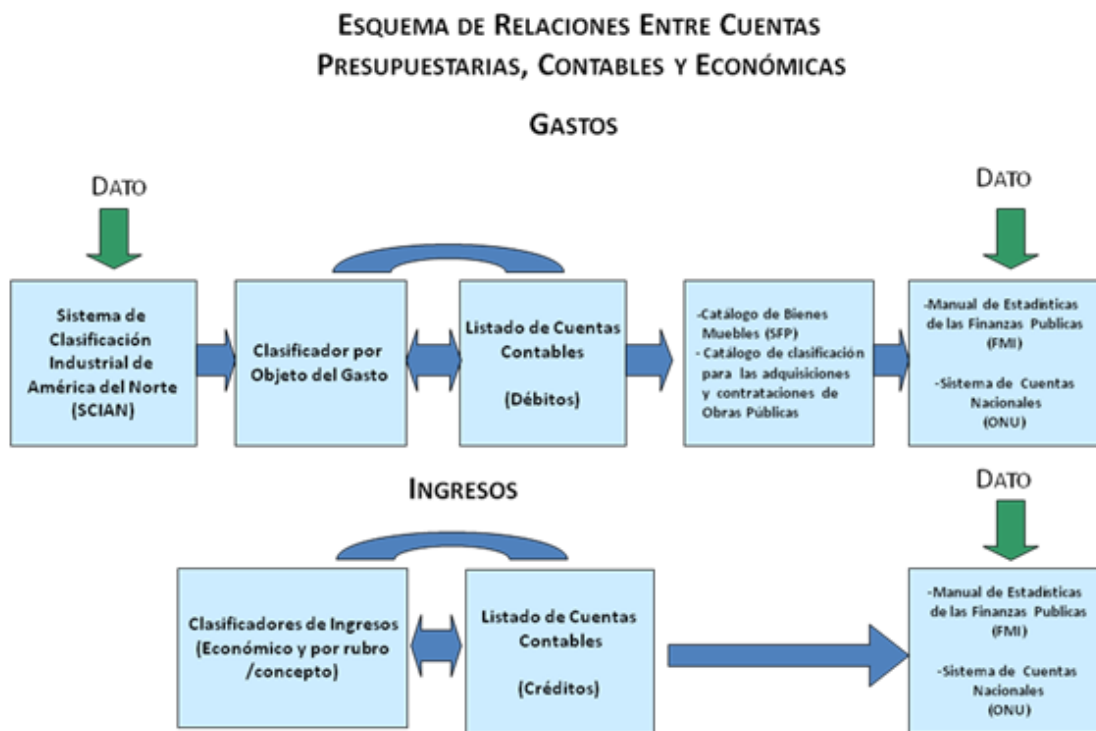 ESQUEMA DE RELACIONES ENTRE CUENTAS
PRESUPUESTARIAS, CONTABLES Y ECONÓMICAS
GASTOS
DATO
DATO
Sistema de
Clasificación
Industrial de
América del Norte
(SCIAN)
Clasificador por
Objeto del Gasto
Listado de Cuentas
Contables
(Débitos)
-Catálogo de Bienes
Muebles (SFP)
- Catálogo de clasificación
para las adquisiciones
y contrataciones de
Obras Públicas
-Manual de Estadísticas
de las Finanzas Publicas
(FMI)
-Sistema de Cuentas
Nacionales
(ONU)
INGRESOS
DATO
Clasificadores de Ingresos
(Económico y por rubro
/concepto)
Listado de Cuentas
Contables
(Créditos)
-Manual de Estadísticas
de las Finanzas Publicas
(FMI)
-Sistema de Cuentas
Nacionales
(ONU)